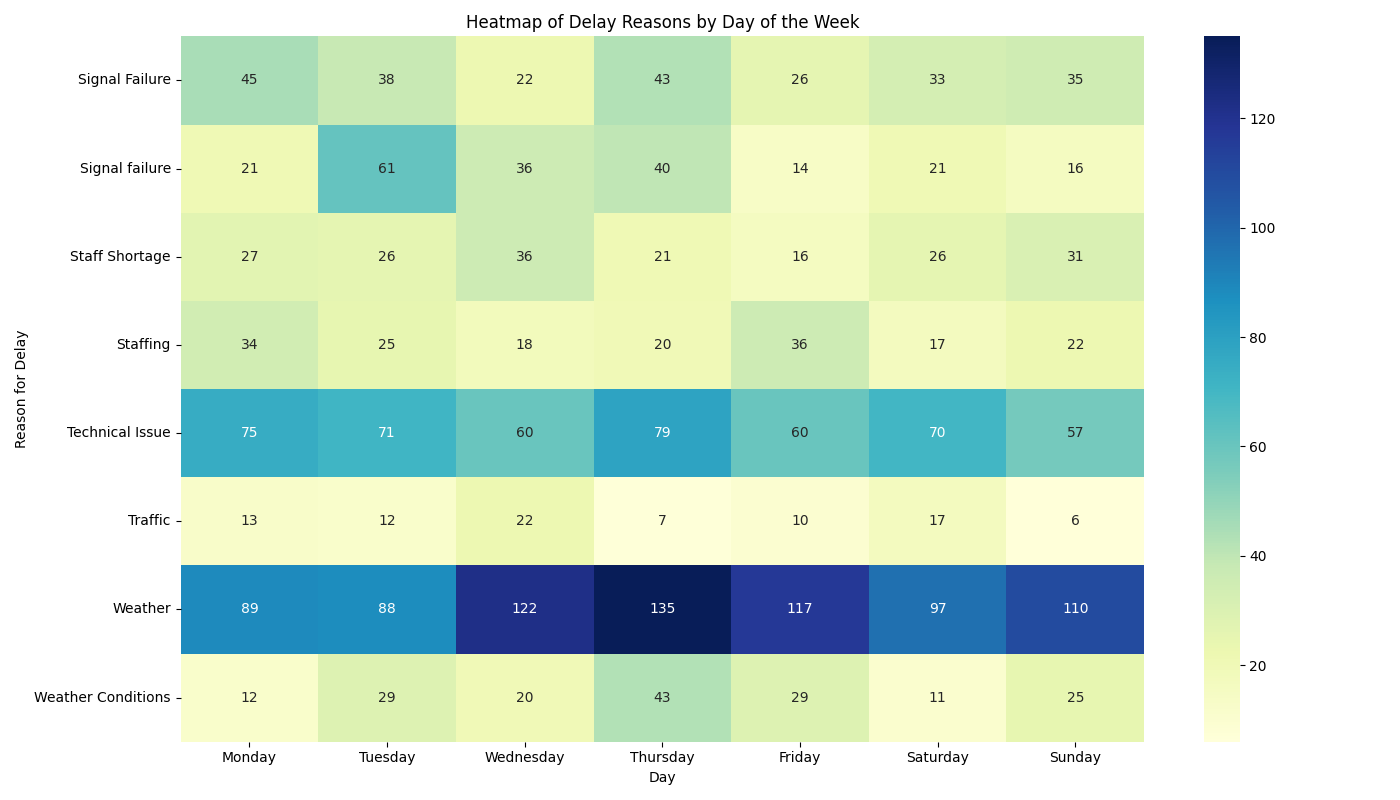 Heatmap of Delay Reasons by Day of the Week
Reason for Delay
Signal Failure 45 38 22 43 26 33 35
Signal failure 21 61 36 40 14 21 16
Staff Shortage 27 26 36 21 16 26 31
Staffing 34 25 18 20 36 17 22
Technical Issue 75 71 60 79 60 70 57
Traffic 13 12 22 7 10 17 6
Weather 89 88 122 135 117 97 110
Weather Conditions 12 29 20 43 29 11 25
Monday Tuesday Wednesday Thursday Friday Saturday Sunday
Day
120
100
80
60
40
20